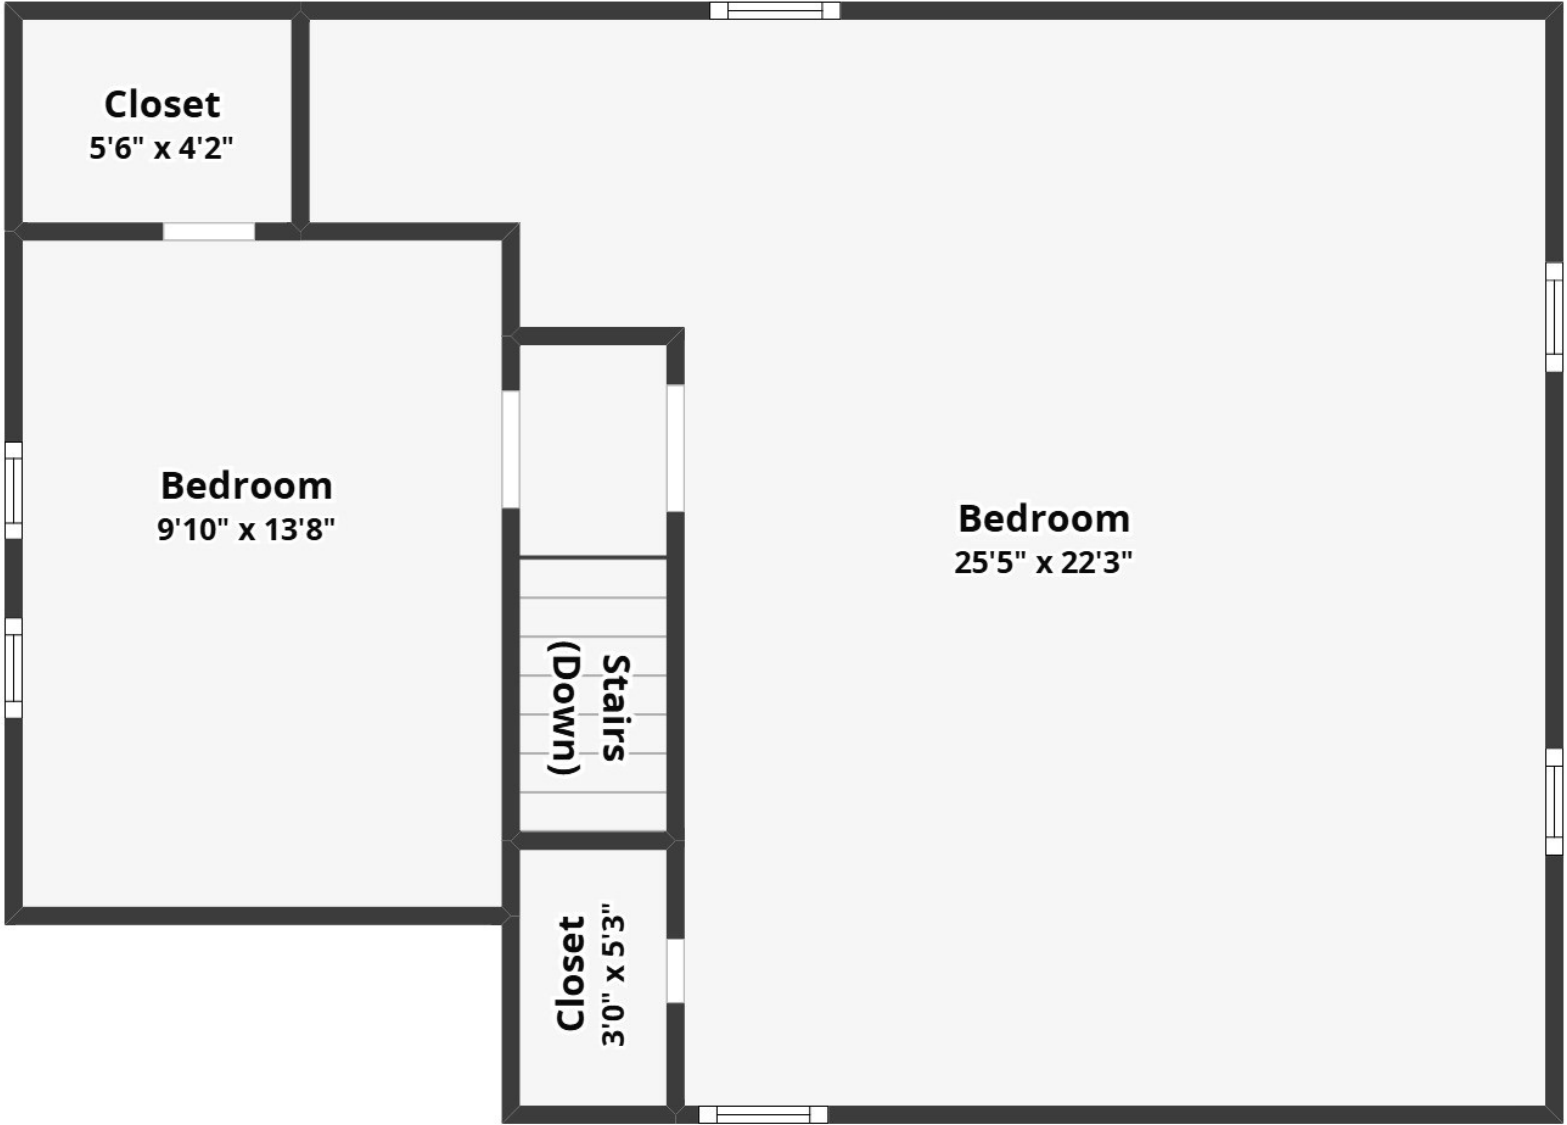 Closet
5'6" x 4'2"
Bedroom
9'10" x 13'8"
Bedroom
25'5" x 22'3"
Stairs
(Down)
Closet
3'0" x 5'3"